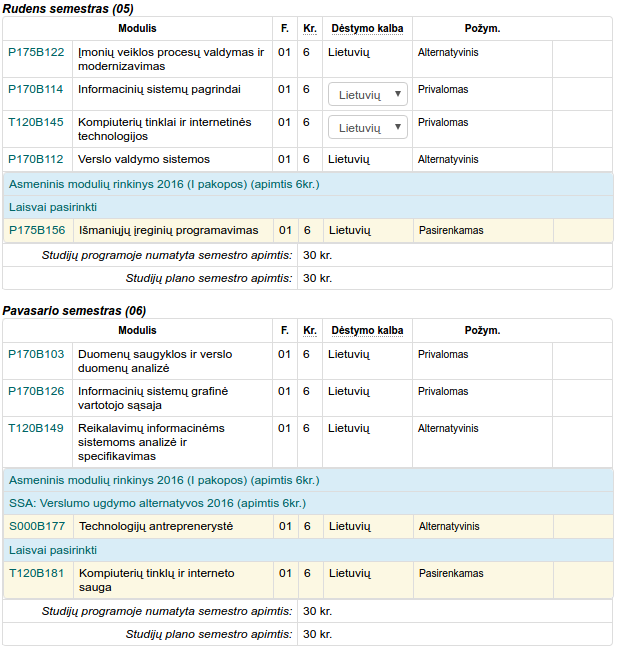 Rudens semestras (05)
Modulis F. Kr. Dėstymo kalba Požym.
P175B122 Įmonių veiklos procesų valdymas ir 01 6 Lietuvių Alternatyvinis
modernizavimas
P170B114 Informacinių sistemų pagrindai 01 6 Lietuvių Privalomas
T120B145 Kompiuterių tinklai ir internetinės 01 6 Lietuvių Privalomas
technologijos
P170B112 Verslo valdymo sistemos 01 6 Lietuvių Alternatyvinis
Asmeninis modulių rinkinys 2016 (I pakopos) (apimtis 6kr.)
Laisvai pasirinkti
P175B156 Išmaniųjų įreginių programavimas 01 6 Lietuvių Pasirenkamas
Studijų programoje numatyta semestro apimtis: 30 kr.
Studijų plano semestro apimtis: 30 kr.
Pavasario semestras (06)
Modulis F. Kr. Dėstymo kalba Požym.
P170B103 Duomenų saugyklos ir verslo 01 6 Lietuvių Privalomas
duomenų analizė
P170B126 Informacinių sistemų grafinė 01 6 Lietuvių Privalomas
vartotojo sąsaja
T120B149 Reikalavimų informacinėms 01 6 Lietuvių Alternatyvinis
sistemoms analizė ir
specifikavimas
Asmeninis modulių rinkinys 2016 (I pakopos) (apimtis 6kr.)
SSA: Verslumo ugdymo alternatyvos 2016 (apimtis 6kr.)
S000B177 Technologijų antreprenerystė 01 6 Lietuvių Alternatyvinis
Laisvai pasirinkti
T120B181 Kompiuterių tinklų ir interneto 01 6 Lietuvių Pasirenkamas
sauga
Studijų programoje numatyta semestro apimtis: 30 kr.
Studijų plano semestro apimtis: 30 kr.